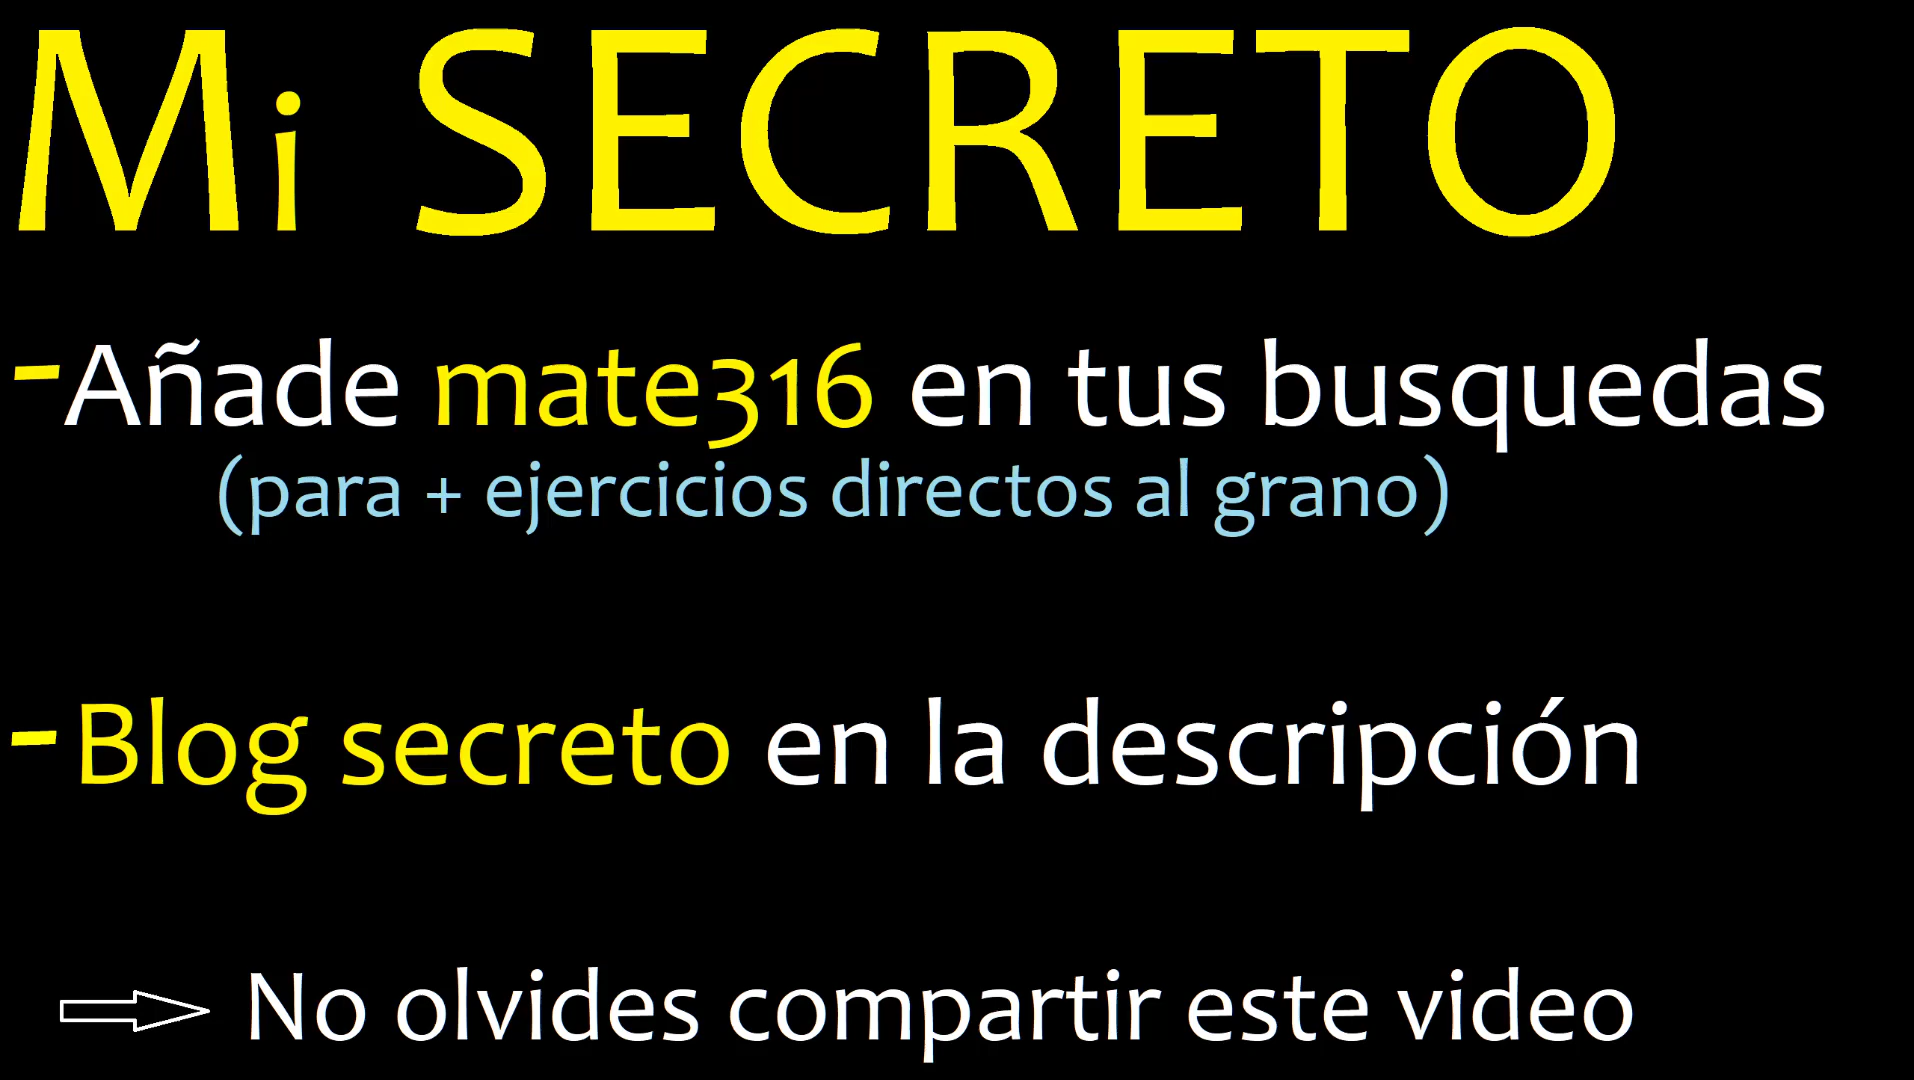 Mi SECRETO
-Añade mate316 en tus busquedas
(para + ejercicios directos al grano)
-Blog secreto en la descripción
No olvides compartir este video